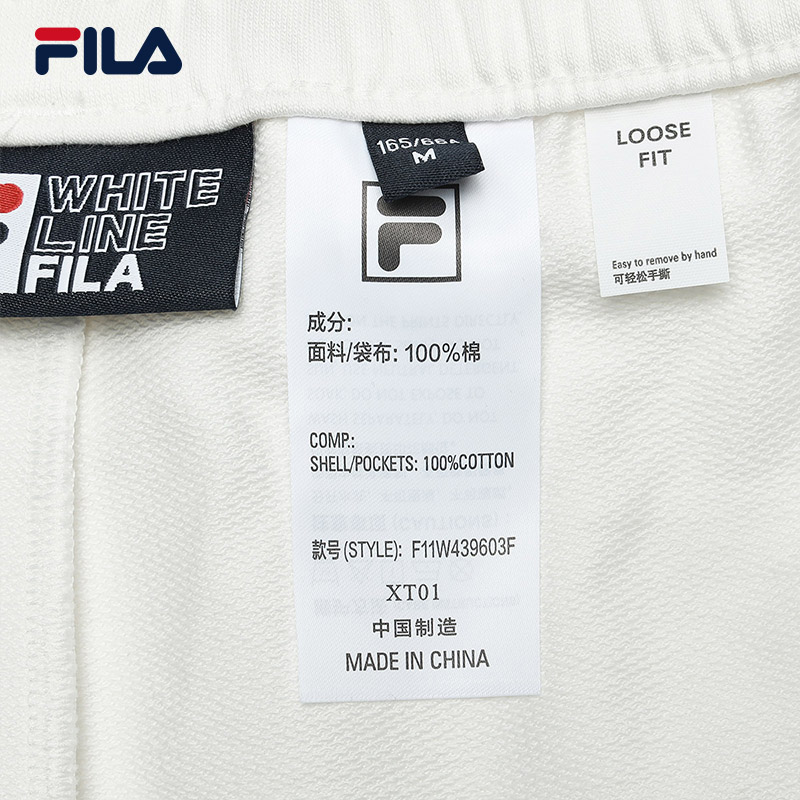 FILA
WHITE
LINE
FILA
165/66A
M
LOOSE
FIT
Easy to remove by hand
可轻松手撕
成分:
面料/袋布: 100%棉
COMP.:
SHELL/POCKETS: 100%COTTON
款号(STYLE): F11W439603F
XT01
中国制造
MADE IN CHINA